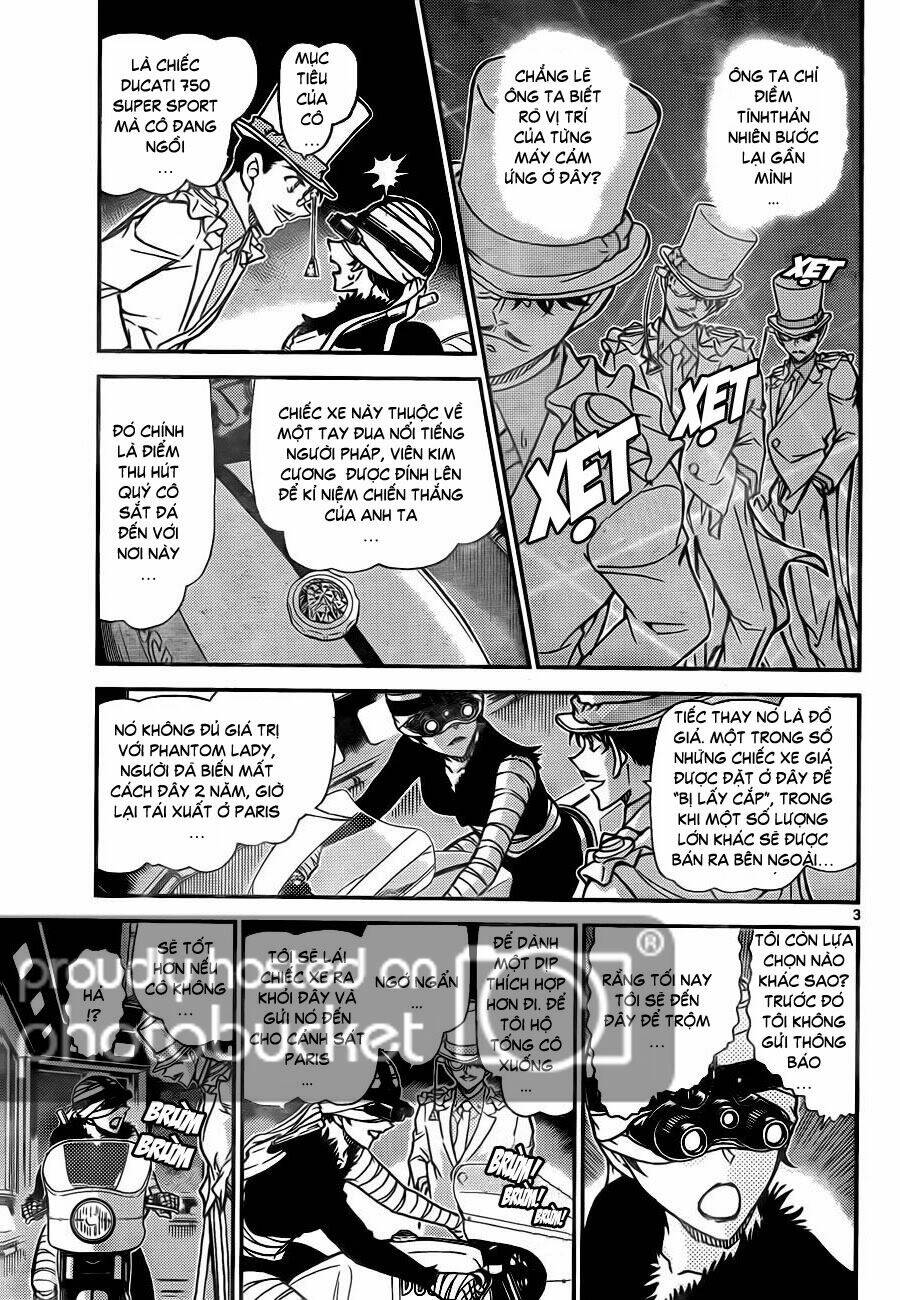 ÔNG TA CHỈ
ĐIỀM
TĨNHTHẢN
NHIÊN BƯỚC
LẠI GẦN
MÌNH
...
CHẲNG LẼ
ÔNG TA BIẾT
RÕ VỊ TRÍ
CỦA TỪNG
MÁY CẢM
ỨNG Ở ĐÂY?
XẸT
XẸT
XẸT
MỤC
TIÊU
CỦA
CÔ
...
LÀ CHIẾC
DUCATI 750
SUPER SPORT
MÀ CÔ ĐANG
NGỒI
...
CHIẾC XE NÀY THUỘC VỀ
MỘT TAY ĐUA NỔI TIẾNG
NGƯỜI PHÁP, VIÊN KIM
CƯƠNG ĐƯỢC ĐÍNH LÊN
ĐỂ KỈ NIỆM CHIẾN THẮNG
CỦA ANH TA
...
ĐÓ CHÍNH
LÀ ĐIỂM
THU HÚT
QUÝ CÔ
SẮT ĐÁ
ĐẾN VỚI
NƠI NÀY
...
TIẾC THAY NÓ LÀ ĐỒ
GIẢ. MỘT TRONG SỐ
NHỮNG CHIẾC XE GIẢ
ĐƯỢC ĐẶT Ở ĐÂY ĐỂ
“BỊ LẤY CẮP”, TRONG
KHI MỘT SỐ LƯỢNG
LỚN KHÁC SẼ ĐƯỢC
BÁN RA BÊN NGOÀI...
NÓ KHÔNG ĐỦ GIÁ TRỊ
VỚI PHANTOM LADY,
NGƯỜI ĐÃ BIẾN MẤT
CÁCH ĐÂY 2 NĂM, GIỜ
LẠI TÁI XUẤT Ở PARIS
...
3
TÔI CÒN LỰA
CHỌN NÀO
KHÁC SAO?
TRƯỚC ĐÓ
TÔI KHÔNG
GỬI THÔNG
BÁO
RẰNG TỐI NAY
TÔI SẼ ĐẾN
ĐÂY ĐỂ TRỘM
...
ĐỂ DÀNH
MỘT DỊP
THÍCH HỢP
HƠN ĐI. ĐỂ
TÔI HỘ
TỐNG CÔ
XUỐNG
...
NGỚ NGẨN
...
TÔI SẼ LÁI
CHIẾC XE RA
KHỎI ĐÂY VÀ
GỬI NÓ ĐẾN
CHO CẢNH SÁT
PARIS
...
BRÙM!
BRÙM!
BRÙM!
SẼ TỐT
HƠN NẾU
CÔ KHÔNG
...
HẢ
!?
BRÙM
BRÙM
proudly hosted on
photobucket
®